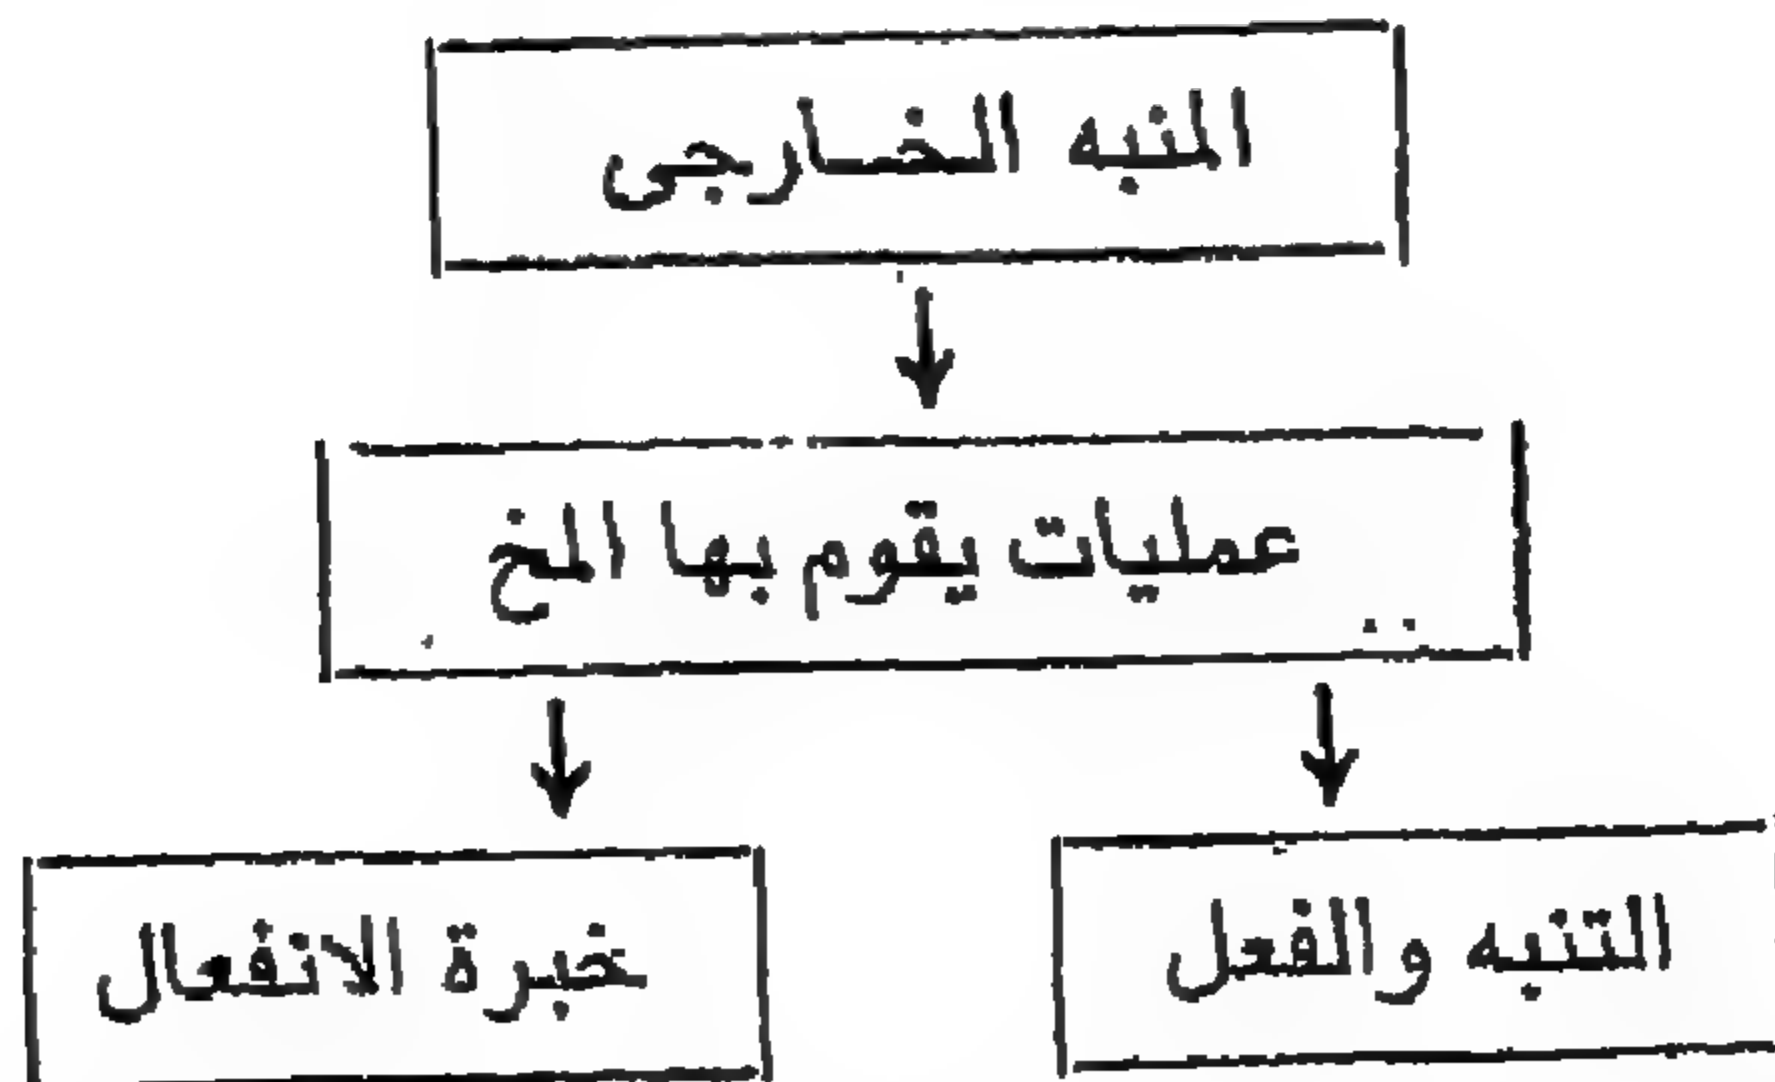 المنبه الخارجى
عمليات يقوم بها المخ
التنبه والفعل
خبرة الانفعال